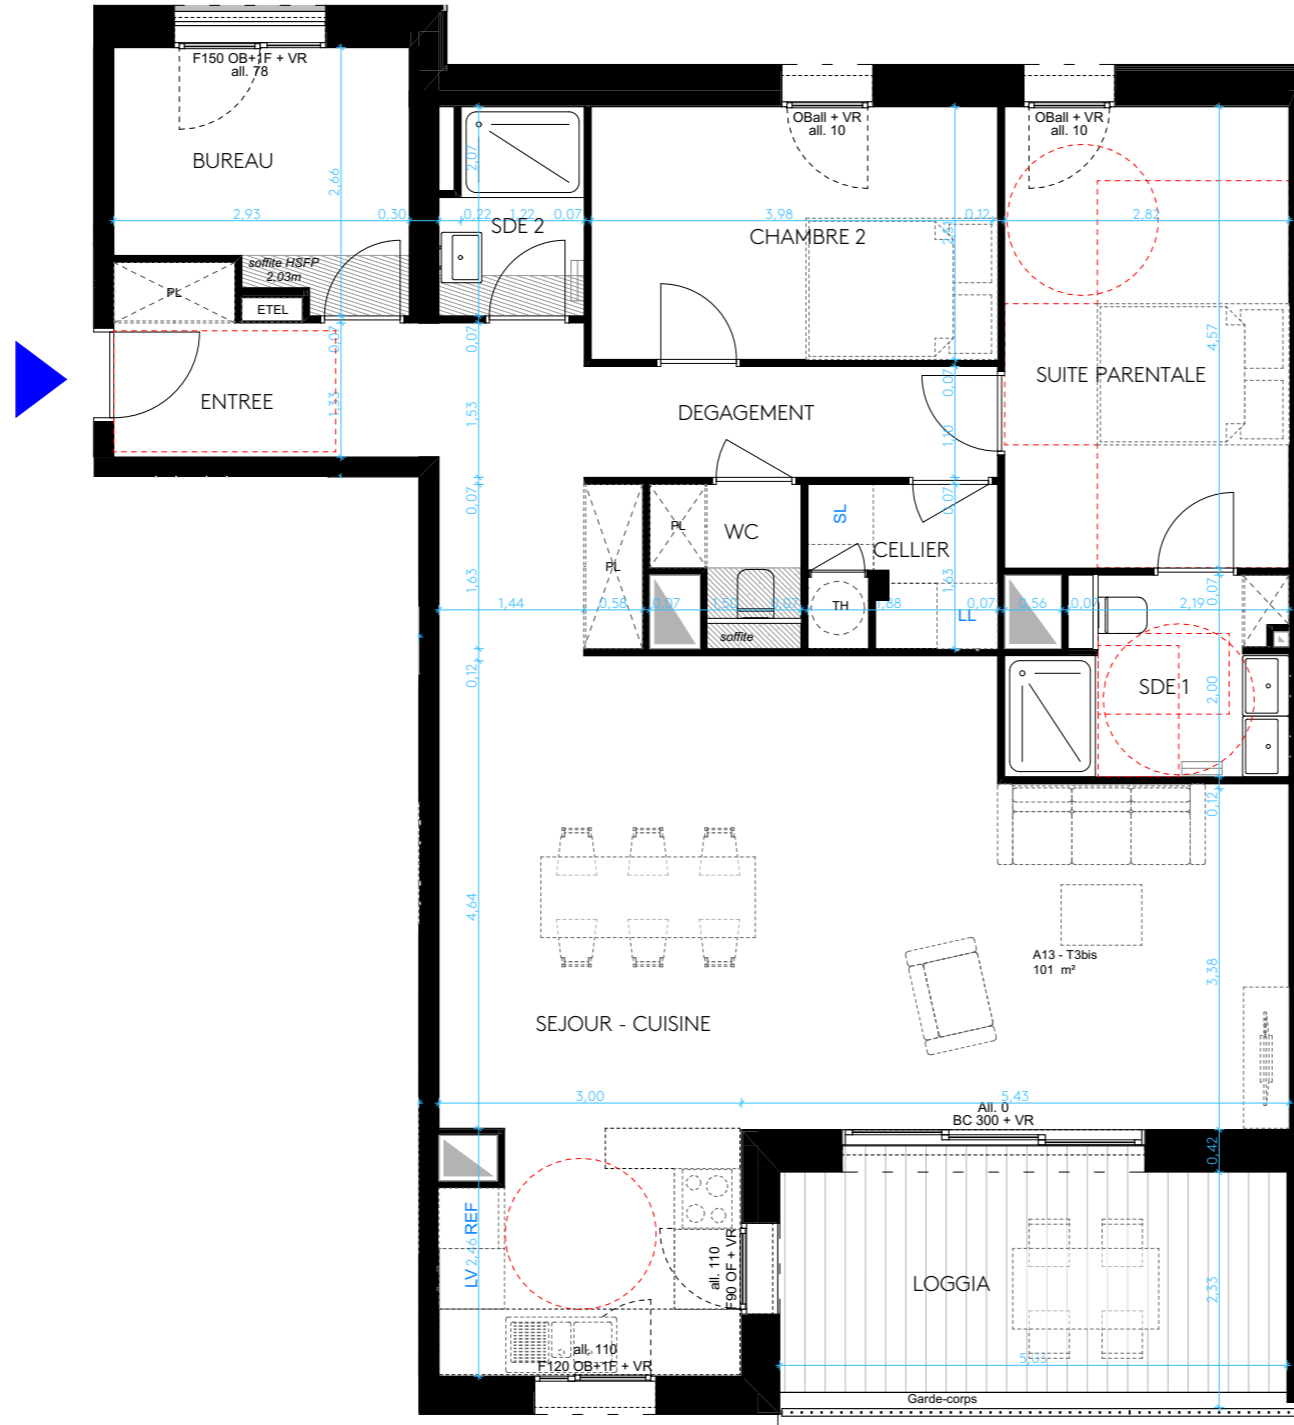 F150 OB+1F + VR
all. 78
BUREAU
2,66
2,93
0,30
soffite HSFP
2,03m
PL
ETEL
0,07
ENTREE
1,33
2,07
0,22
1,22
0,07
SDE 2
0,07
1,53
OBall + VR
all. 10
3,98
0,12
CHAMBRE 2
OBall + VR
all. 10
2,82
4,57
SUITE PARENTALE
DEGAGEMENT
0,07
1,10
0,07
0,07
1,63
1,44
0,58
PL
PL
WC
0,07
1,50
0,07
soffite
SL
CELLIER
TH
1,88
1,63
0,07
LL
0,56
0,07
2,19
0,07
SDE 1
2,00
0,12
0,12
4,64
A13 - T3bis
101 m²
3,38
SEJOUR - CUISINE
3,00
5,43
All. 0
BC 300 + VR
0,42
REF
LV
2,46
all. 110
F90 OF + VR
LOGGIA
2,33
all. 110
F120 OB+1F + VR
Garde-corps